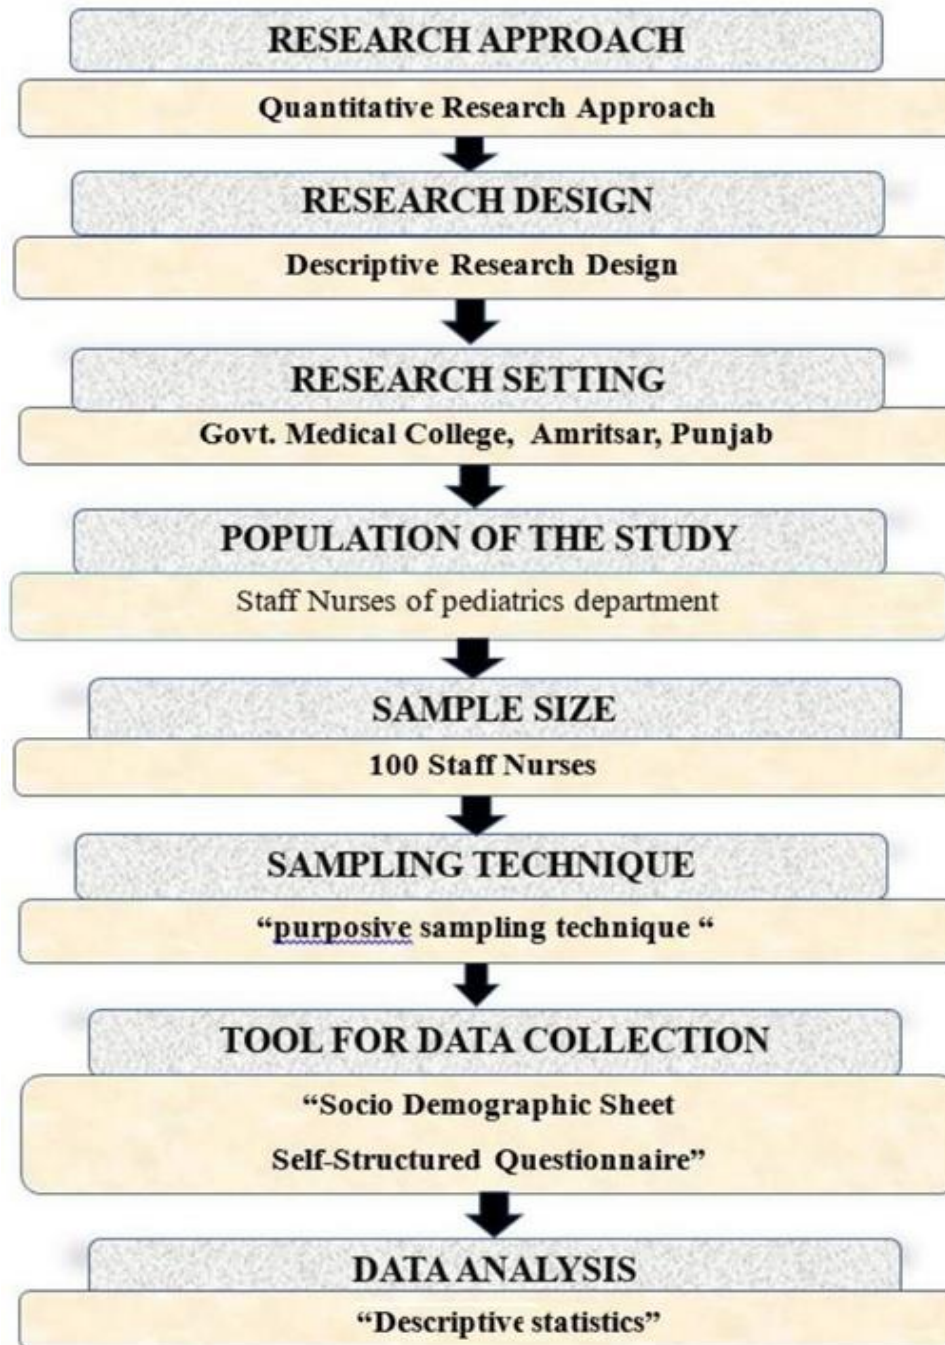 RESEARCH APPROACH
Quantitative Research Approach
RESEARCH DESIGN
Descriptive Research Design
RESEARCH SETTING
Govt. Medical College, Amritsar, Punjab
POPULATION OF THE STUDY
Staff Nurses of pediatrics department
SAMPLE SIZE
100 Staff Nurses
SAMPLING TECHNIQUE
“purposive sampling technique “
TOOL FOR DATA COLLECTION
“Socio Demographic Sheet
Self-Structured Questionnaire”
DATA ANALYSIS
“Descriptive statistics”